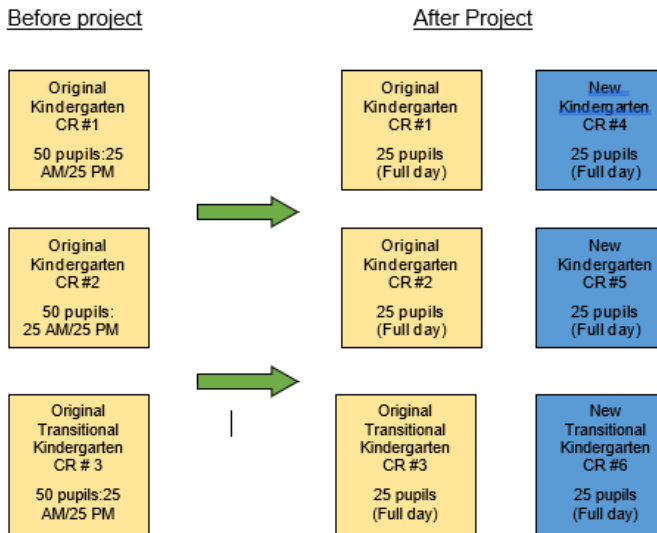 Before project
After Project
Original
Kindergarten
CR #1
50 pupils:25
AM/25 PM
Original
Kindergarten
CR #1
25 pupils
(Full day)
New
Kindergarten
CR #4
25 pupils
(Full day)
Original
Kindergarten
CR #2
50 pupils:
25 AM/25 PM
Original
Kindergarten
CR #2
25 pupils
(Full day)
New
Kindergarten
CR #5
25 pupils
(Full day)
Original
Transitional
Kindergarten
CR # 3
50 pupils:25
AM/25 PM
Original
Transitional
Kindergarten
CR #3
25 pupils
(Full day)
New
Transitional
Kindergarten
CR #6
25 pupils
(Full day)